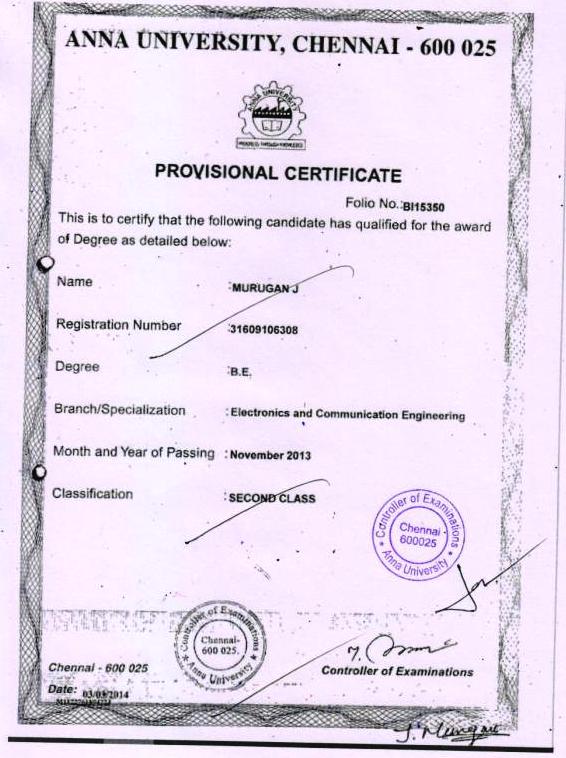 ANNA UNIVERSITY, CHENNAI - 600 025
ANNA UNIVERSITY
PROGRESS THROUGH KNOWLEDGE
PROVISIONAL CERTIFICATE
Folio No.:BI15350
This is to certify that the following candidate has qualified for the award
of Degree as detailed below:
Name :MURUGAN J
Registration Number :31609106308
Degree :B.E.
Branch/Specialization :Electronics and Communication Engineering
Month and Year of Passing :November 2013
Classification :SECOND CLASS
Controller of Examinations
Chennai
600025
Anna University
Controller of Examinations
Chennai-
600 025.
Anna University
Controller of Examinations
Chennai - 600 025
Date: 03/03/2014
J. Murugan